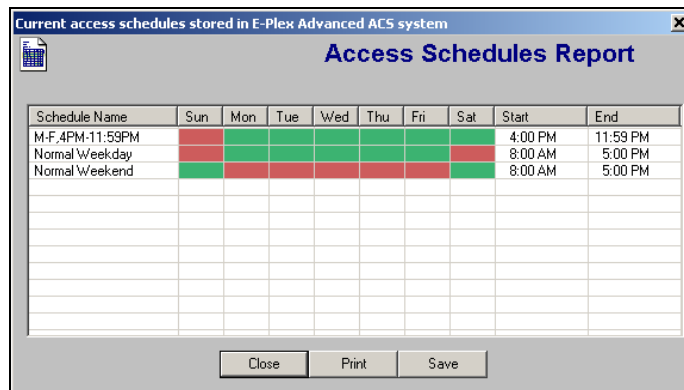 Current access schedules stored in E-Plex Advanced ACS system
Access Schedules Report
Schedule Name Sun Mon Tue Wed Thu Fri Sat Start End
M-F,4PM-11:59PM 4:00 PM 11:59 PM
Normal Weekday 8:00 AM 5:00 PM
Normal Weekend 8:00 AM 5:00 PM
Close Print Save